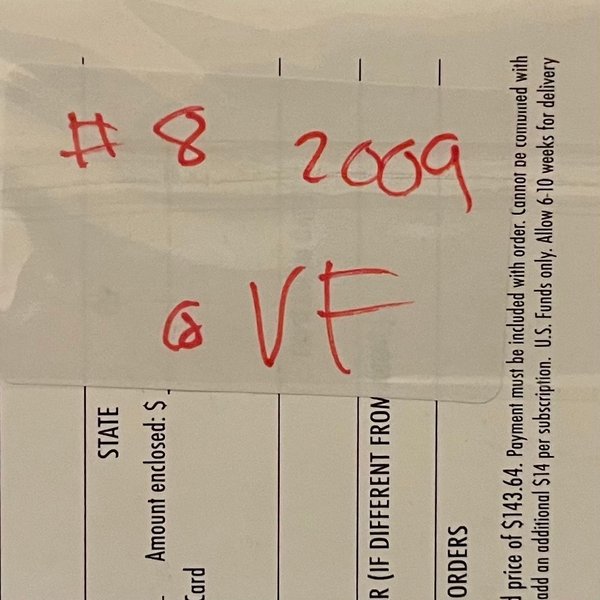 # 8 2009
VF
STATE
Amount enclosed: $
Card
R (IF DIFFERENT FROM
ORDERS
d price of $143.64. Payment must be included with order. Cannot be combined with
add an additional $14 per subscription. U.S. Funds only. Allow 6-10 weeks for delivery